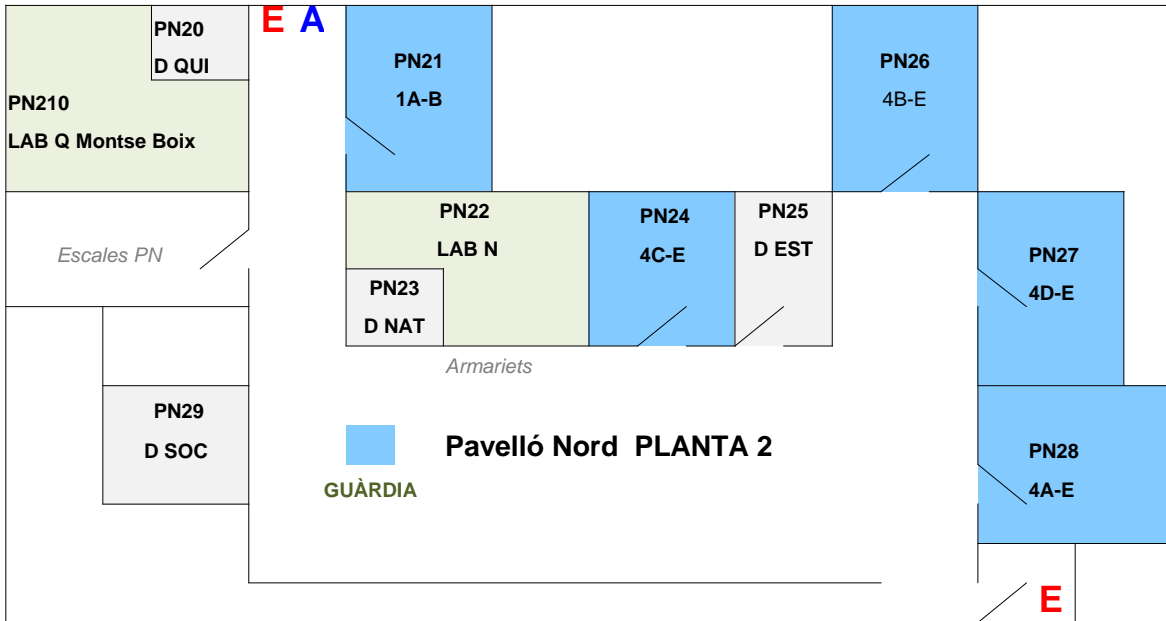 E A
PN20
D QUI
PN210
LAB Q Montse Boix
PN21
1A-B
PN26
4B-E
Escales PN
PN22
LAB N
PN23
D NAT
PN24
4C-E
PN25
D EST
PN27
4D-E
Armariets
PN29
D SOC
Pavelló Nord PLANTA 2
GUÀRDIA
PN28
4A-E
E